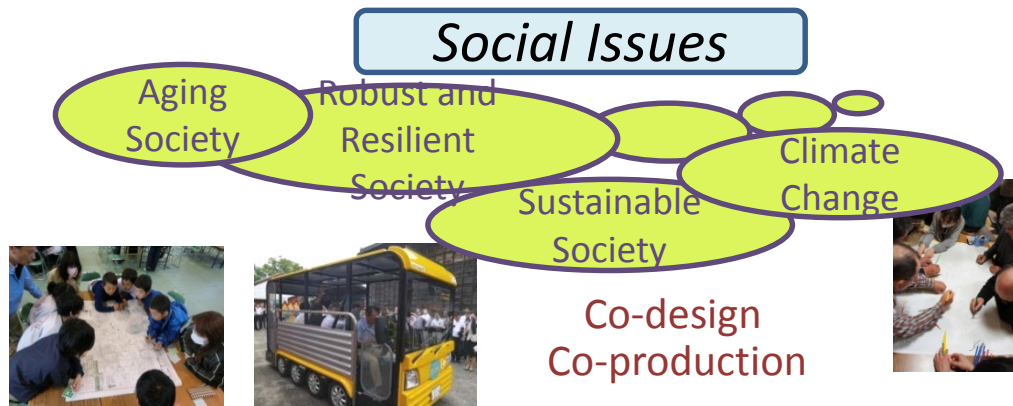 Social Issues
Aging
Society
Robust and
Resilient
Society
Climate
Change
Sustainable
Society
Co-design
Co-production